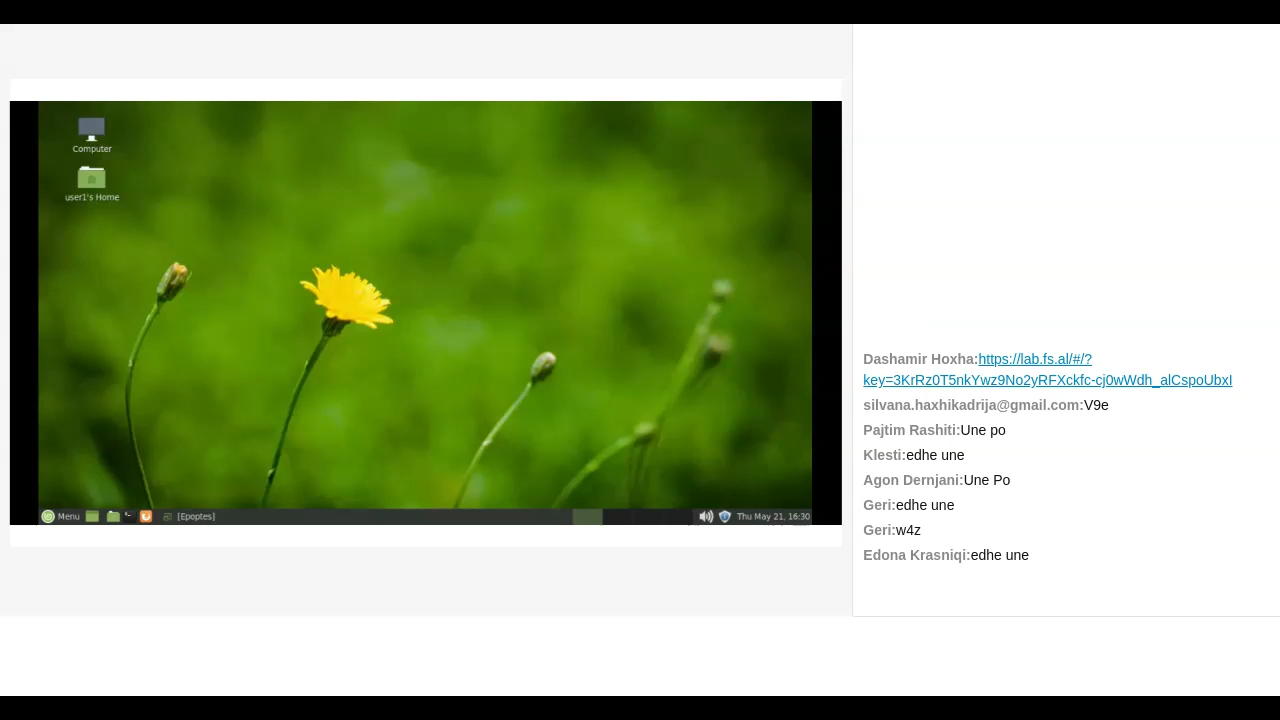 Computer
user1's Home
Menu
[Epoptes]
Thu May 21, 16:30
Dashamir Hoxha:https://lab.fs.al/#/?
key=3KrRz0T5nkYwz9No2yRFXckfc-cj0wWdh_alCspoUbxI
silvana.haxhikadrija@gmail.com:V9e
Pajtim Rashiti:Une po
Klesti:edhe une
Agon Dernjani:Une Po
Geri:edhe une
Geri:w4z
Edona Krasniqi:edhe une